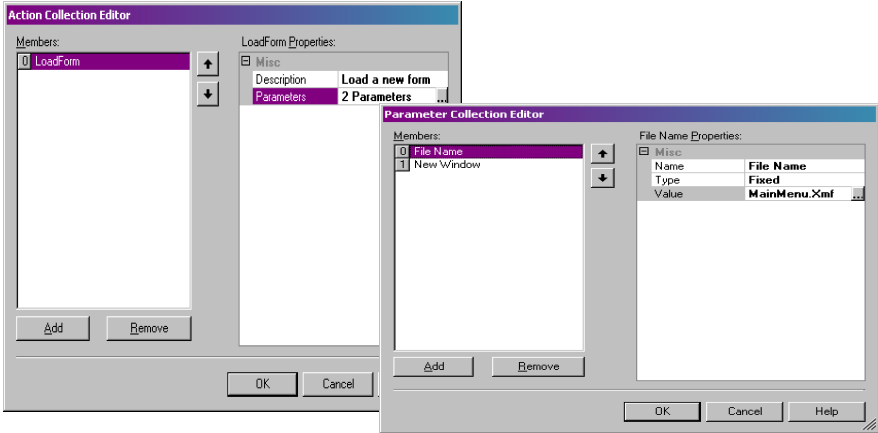 Action Collection Editor
Members:
LoadForm Properties:
0 LoadForm
Misc
Description Load a new form
Parameters 2 Parameters ...
Add Remove
OK Cancel
Parameter Collection Editor
Members:
File Name Properties:
0 File Name
1 New Window
Misc
Name File Name
Type Fixed
Value MainMenu.Xmf ...
Add Remove
OK Cancel Help